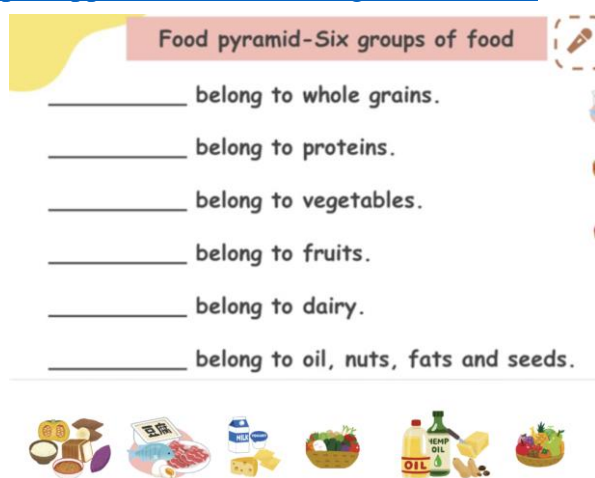 Food pyramid-Six groups of food
__________ belong to whole grains.
__________ belong to proteins.
__________ belong to vegetables.
__________ belong to fruits.
__________ belong to dairy.
__________ belong to oil, nuts, fats and seeds.
豆腐
MILK
HEMP
OIL
OIL